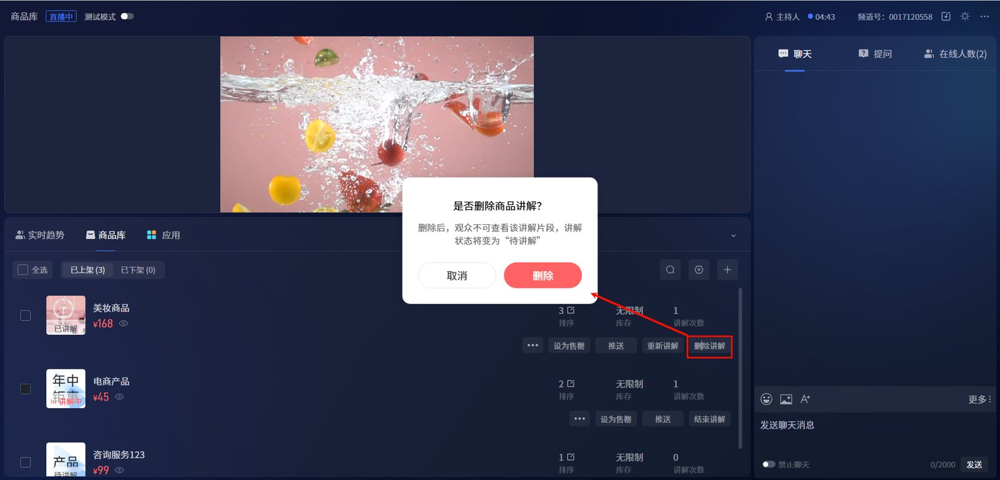 商品库 直播中 测试模式
主持人 04:43 频道号：0017120558
聊天 提问 在线人数(2)
是否删除商品讲解？
删除后，观众不可查看该讲解片段，讲解
状态将变为“待讲解”
取消 删除
实时趋势 商品库 应用
全选 已上架 (3) 已下架 (0)
美妆商品
¥168
已讲解
3 无限制 1
排序 库存 讲解次数
设为售罄 推送 重新讲解 删除讲解
年中
钜惠
讲解中
电商产品
¥45
2 无限制 1
排序 库存 讲解次数
设为售罄 推送 结束讲解
产品
待讲解
咨询服务123
¥99
1 无限制 0
排序 库存 讲解次数
更多
发送聊天消息
禁止聊天 0/2000 发送